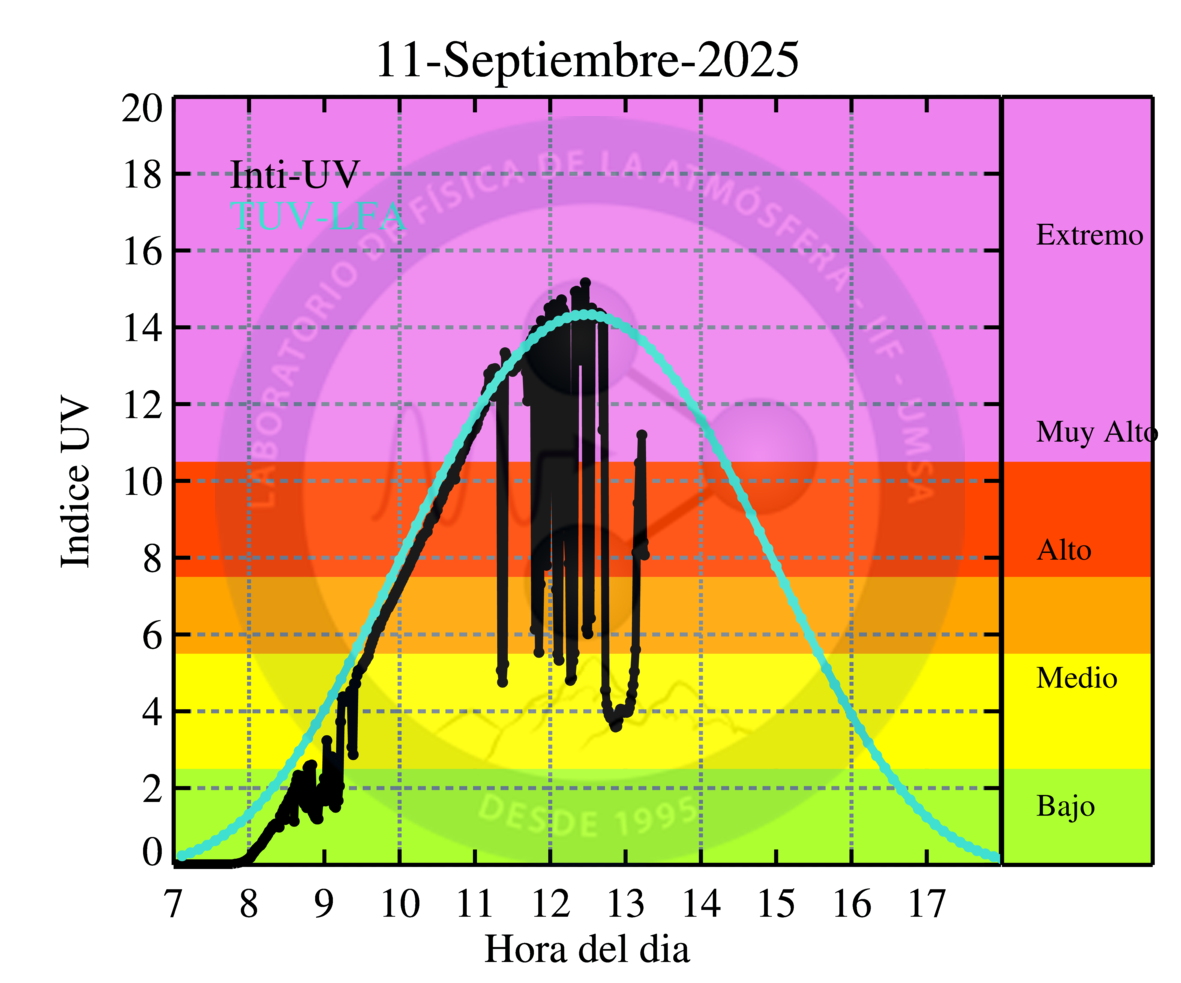 11-Septiembre-2025
20
18
16
14
12
10
8
6
4
2
0
Indice UV
Inti-UV
TUV-LFA
LABORATORIO DE FÍSICA DE LA ATMÓSFERA - IIF - UMSA
DESDE 1995
Extremo
Muy Alto
Alto
Medio
Bajo
7 8 9 10 11 12 13 14 15 16 17
Hora del dia